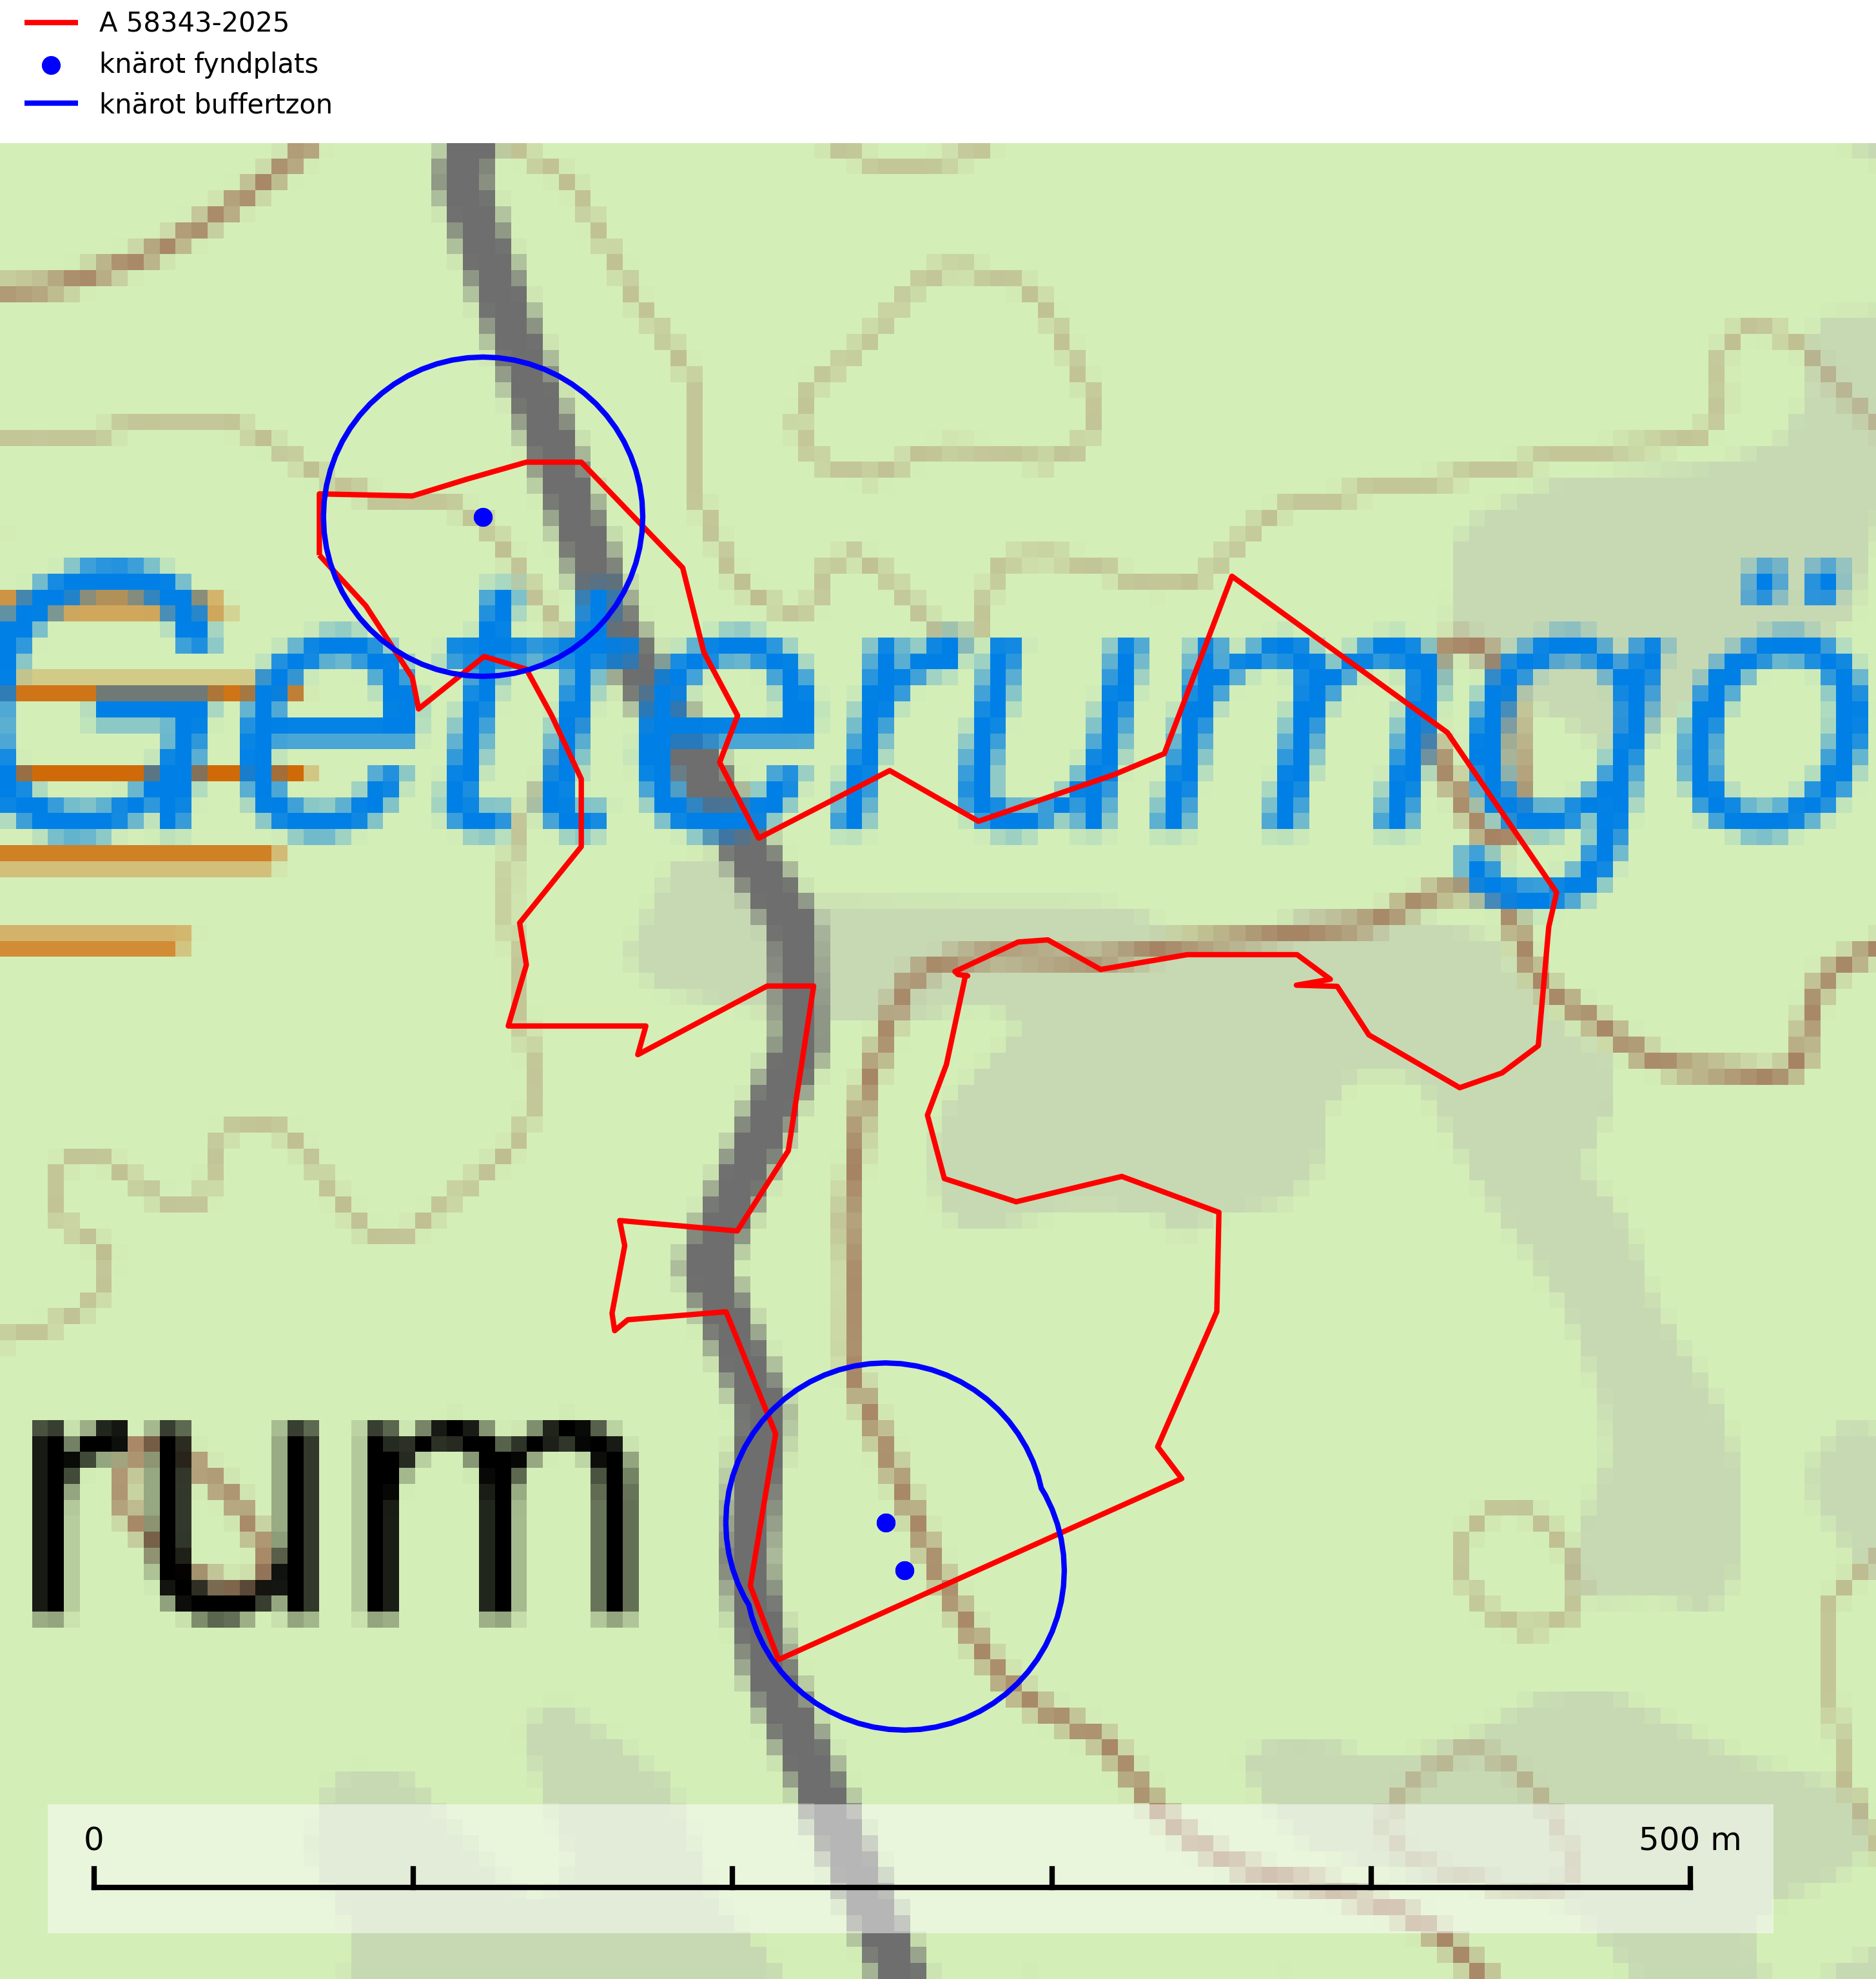 A 58343-2025
knärot fyndplats
knärot buffertzon
Getterumgö
rum
0 500 m